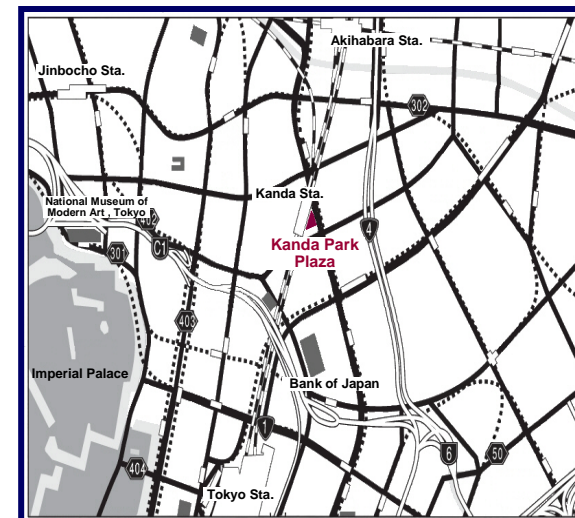 Akihabara Sta.
Jinbocho Sta.
302
Kanda Sta.
National Museum of
Modern Art , Tokyo
402
301
C1
4
Kanda Park
Plaza
403
Imperial Palace
Bank of Japan
1
6
50
404
Tokyo Sta.